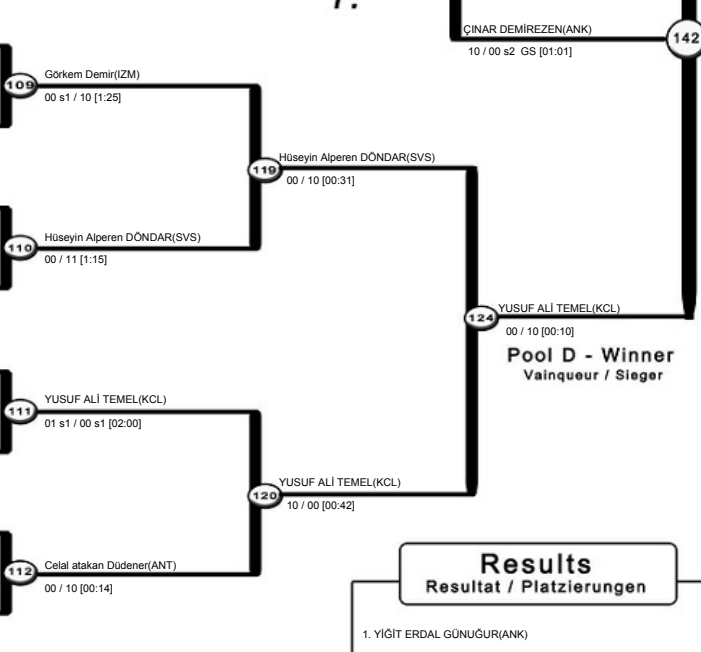 ÇINAR DEMİREZEN(ANK)
142
10 / 00 s2 GS [01:01]
Görkem Demir(IZM)
109
00 s1 / 10 [1:25]
Hüseyin Alperen DÖNDAR(SVS)
119
00 / 10 [00:31]
Hüseyin Alperen DÖNDAR(SVS)
110
00 / 11 [1:15]
YUSUF ALİ TEMEL(KCL)
124
00 / 10 [00:10]
Pool D - Winner
Vainqueur / Sieger
YUSUF ALİ TEMEL(KCL)
111
01 s1 / 00 s1 [02:00]
YUSUF ALİ TEMEL(KCL)
120
10 / 00 [00:42]
Celal atakan Düdener(ANT)
112
00 / 10 [00:14]
Results
Resultat / Platzierungen
1. YİĞİT ERDAL GÜNUĞUR(ANK)